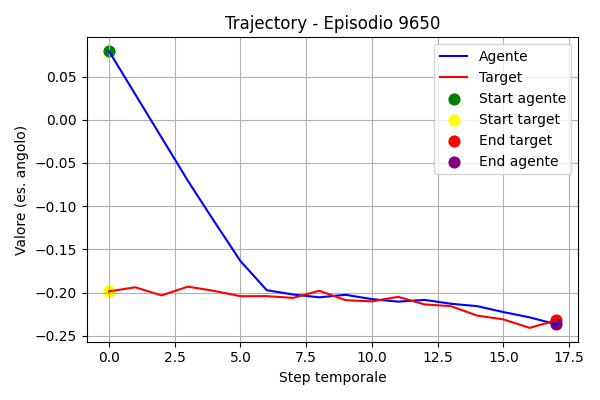 Trajectory - Episodio 9650
Agente
Target
Start agente
Start target
End target
End agente
Valore (es. angolo)
0.05
0.00
−0.05
−0.10
−0.15
−0.20
−0.25
0.0 2.5 5.0 7.5 10.0 12.5 15.0 17.5
Step temporale